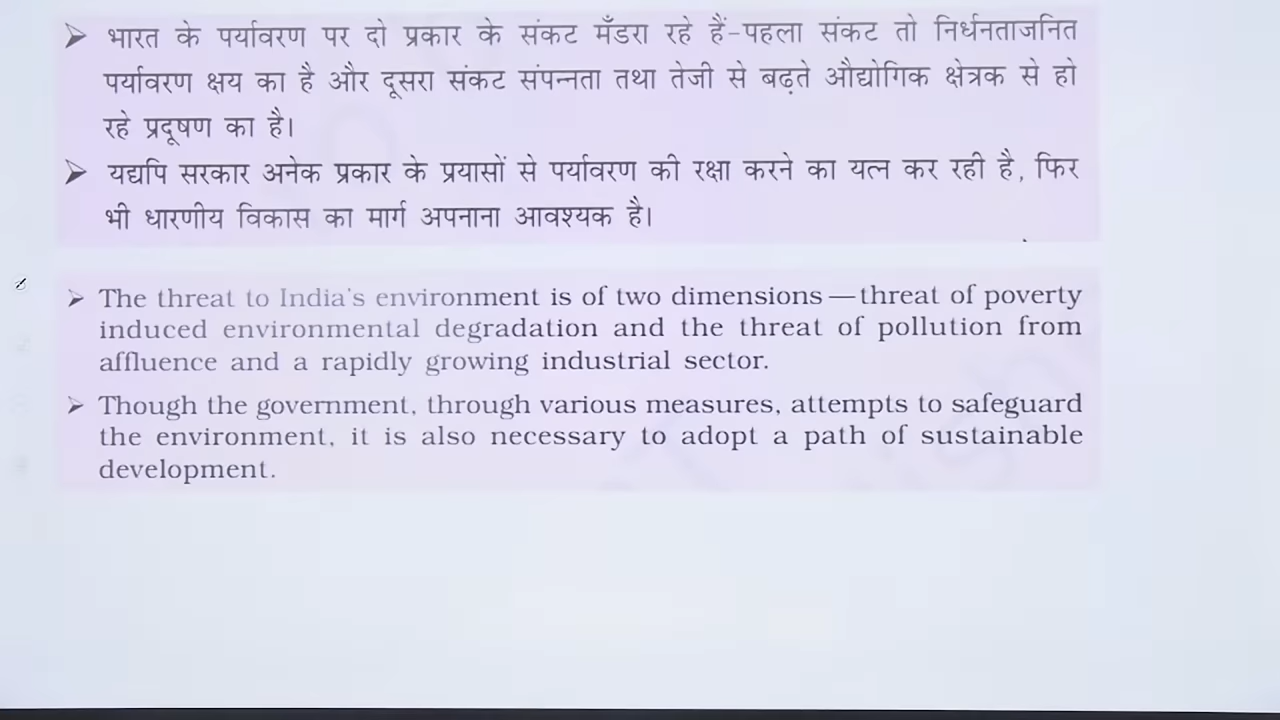 ➢ भारत के पर्यावरण पर दो प्रकार के संकट मँडरा रहे हैं-पहला संकट तो निर्धनताजनित
पर्यावरण क्षय का है और दूसरा संकट संपन्नता तथा तेजी से बढ़ते औद्योगिक क्षेत्रक से हो
रहे प्रदूषण का है।
➢ यद्यपि सरकार अनेक प्रकार के प्रयासों से पर्यावरण की रक्षा करने का यत्न कर रही है, फिर
भी धारणीय विकास का मार्ग अपनाना आवश्यक है।
➢ The threat to India's environment is of two dimensions—threat of poverty
induced environmental degradation and the threat of pollution from
affluence and a rapidly growing industrial sector.
➢ Though the government, through various measures, attempts to safeguard
the environment, it is also necessary to adopt a path of sustainable
development.